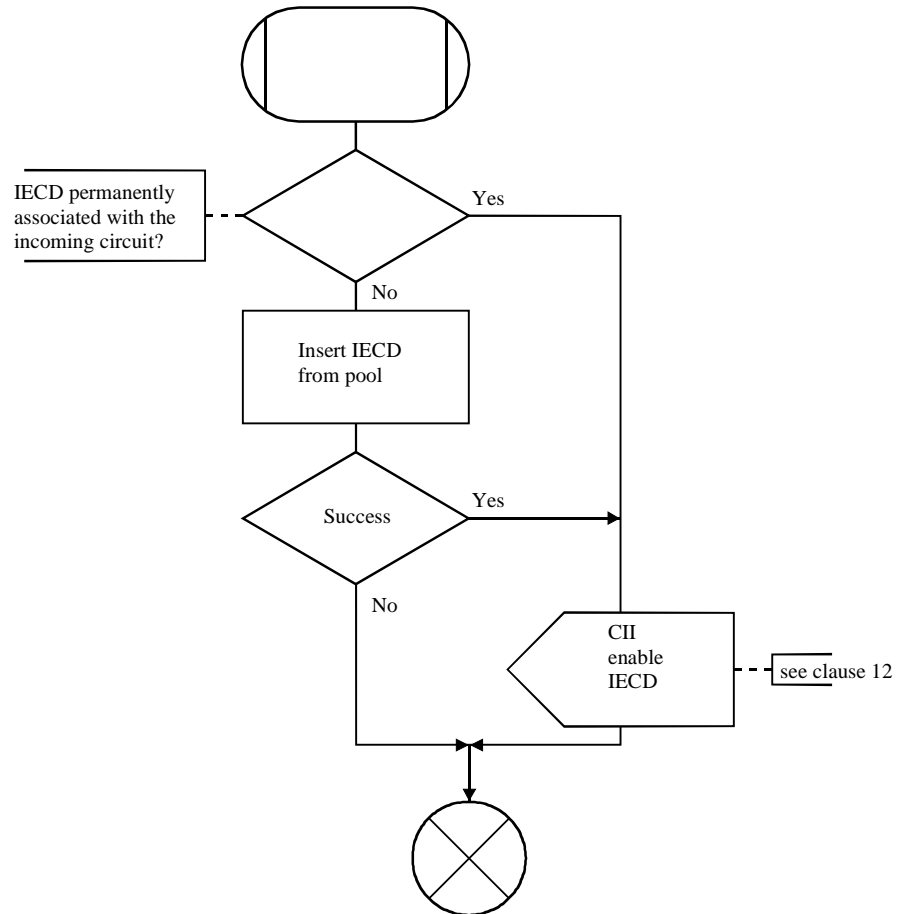 IECD permanently
associated with the
incoming circuit?
Yes
No
Insert IECD
from pool
Success
Yes
No
CII
enable
IECD
see clause 12